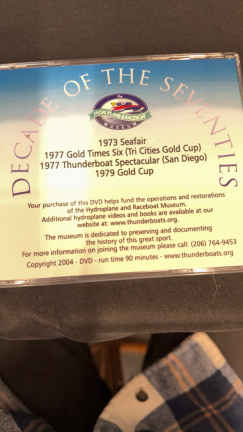 DECADE OF THE SEVENTIES
the
HYDROPLANE & RACEBOAT
MUSEUM
1973 Seafair
1977 Gold Times Six (Tri Cities Gold Cup)
1977 Thunderboat Spectacular (San Diego)
1979 Gold Cup
Your purchase of this DVD helps fund the operations and restorations
of the Hydroplane and Raceboat Museum.
Additional hydroplane videos and books are available at our
website at: www.thunderboats.org.
The museum is dedicated to preserving and documenting
the history of this great sport.
For more information on joining the museum please call: (206) 764-9453
Copyright 2004 - DVD - run time 90 minutes - www.thunderboats.org